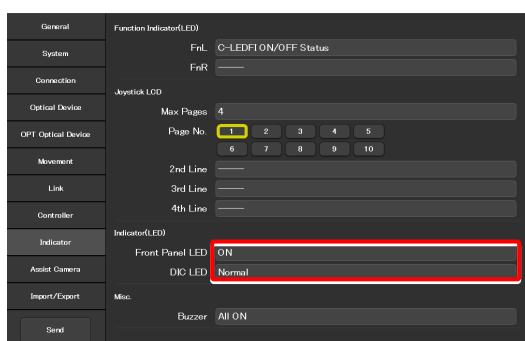 General
System
Connection
Optical Device
OPT Optical Device
Movement
Link
Controller
Indicator
Assist Camera
Import/Export
Send
Function Indicator(LED)
FnL C-LEDFI ON/OFF Status
FnR ――
Joystick LCD
Max Pages 4
Page No. 1 2 3 4 5
6 7 8 9 10
2nd Line ――
3rd Line ――
4th Line ――
Indicator(LED)
Front Panel LED ON
DIC LED Normal
Misc.
Buzzer All ON